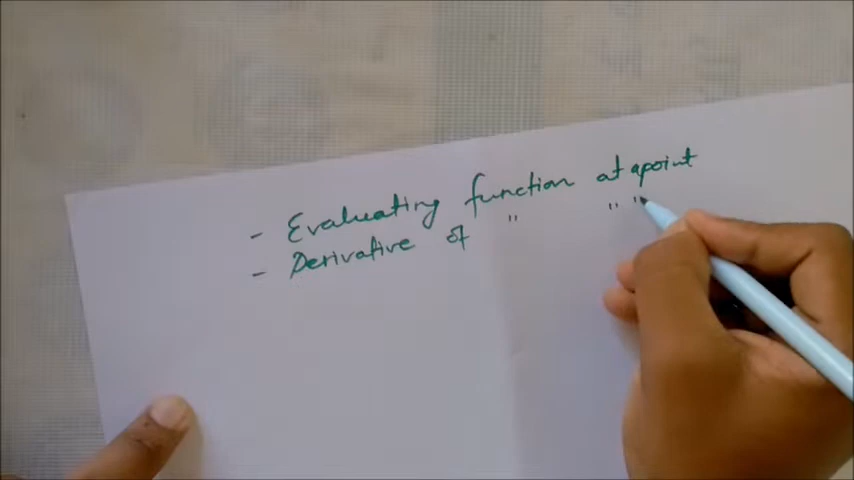 - Evaluating function at a point
- Derivative of " " "